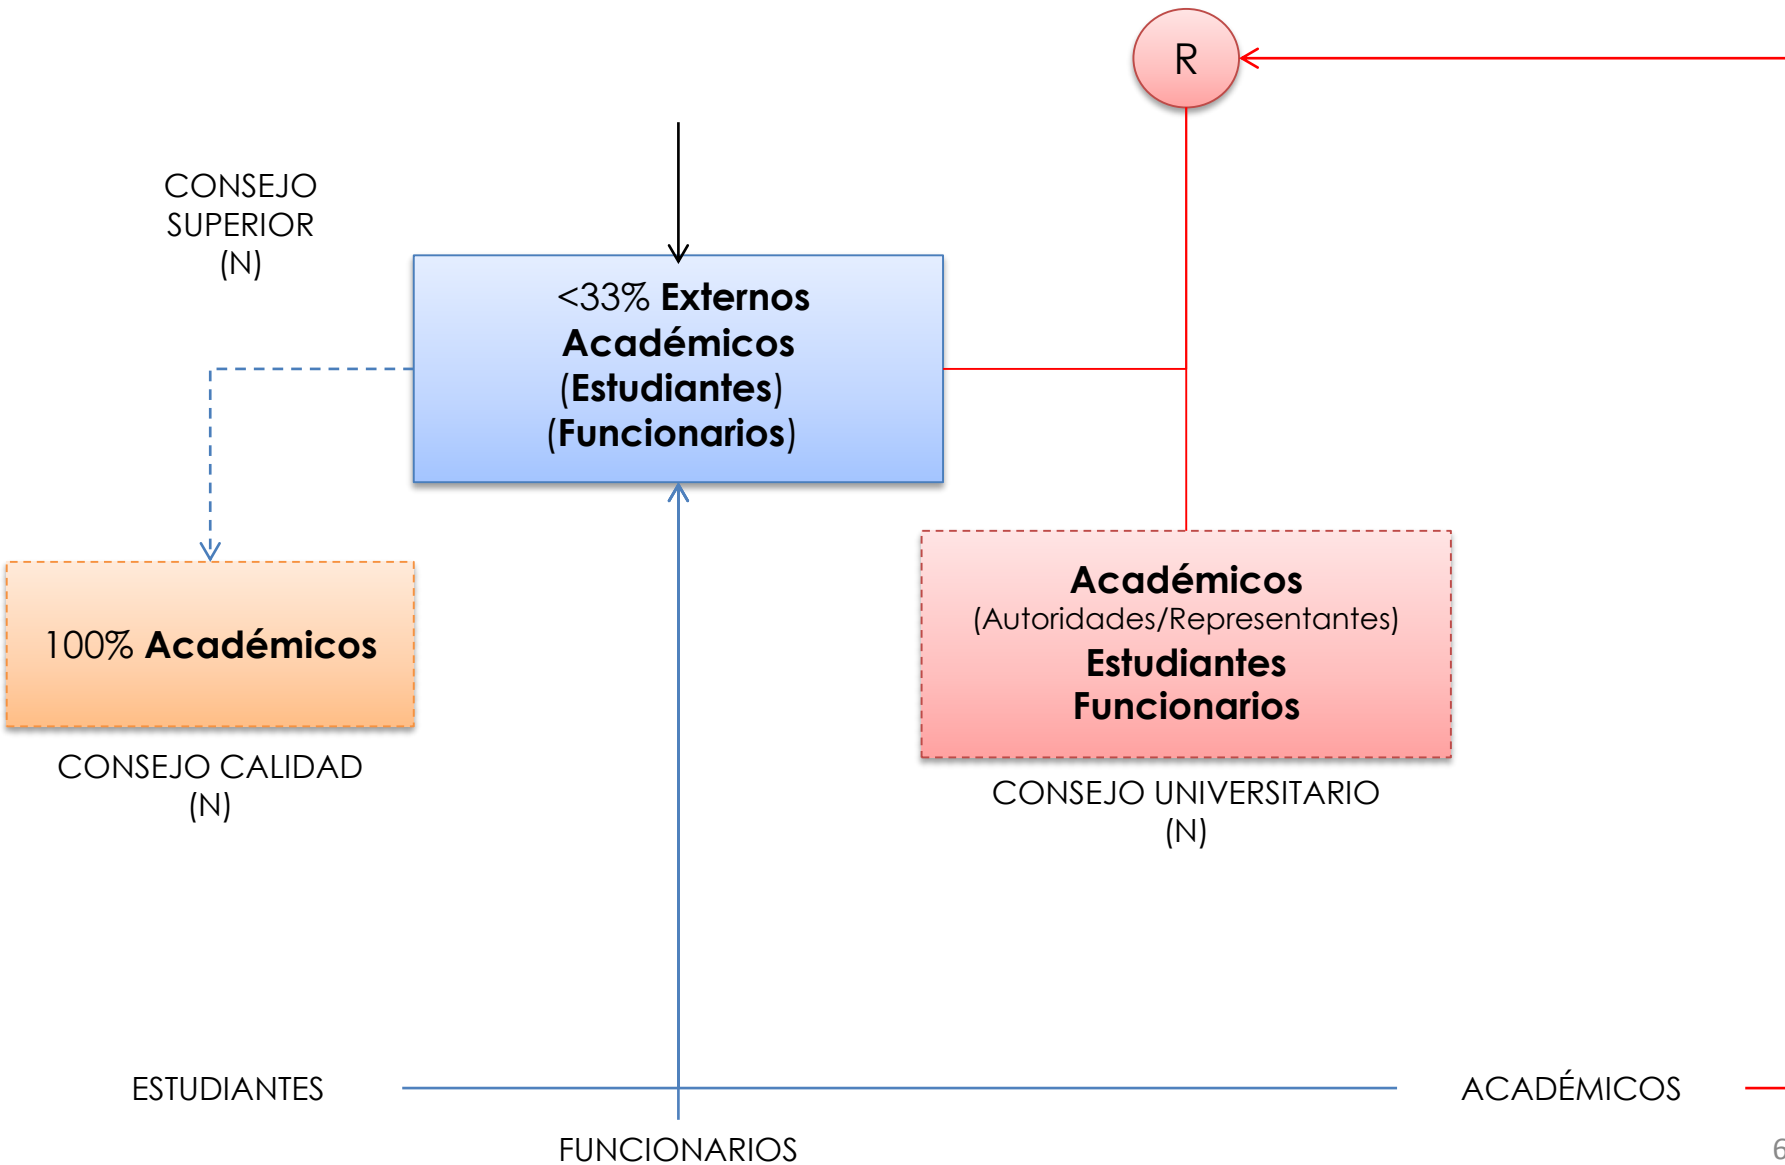 R
CONSEJO
SUPERIOR
(N)
<33% Externos
Académicos
(Estudiantes)
(Funcionarios)
100% Académicos
CONSEJO CALIDAD
(N)
Académicos
(Autoridades/Representantes)
Estudiantes
Funcionarios
CONSEJO UNIVERSITARIO
(N)
ESTUDIANTES
ACADÉMICOS
FUNCIONARIOS
6